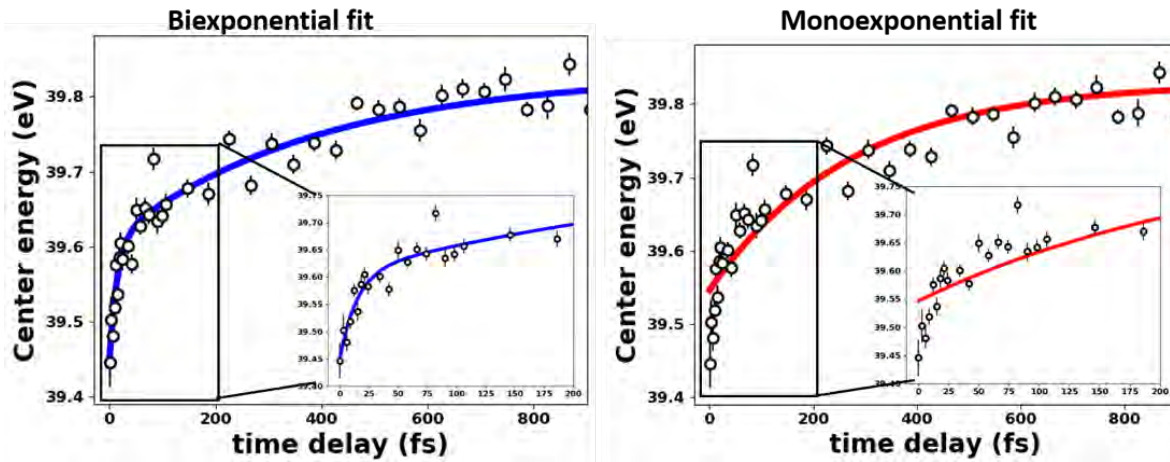 Biexponential fit
Center energy (eV)
39.8
39.7
39.6
39.5
39.4
39.75
39.70
39.65
39.60
39.55
39.50
39.45
39.40
0 25 50 75 100 125 150 175 200
0 200 400 600 800
time delay (fs)
Monoexponential fit
Center energy (eV)
39.8
39.7
39.6
39.5
39.4
39.75
39.70
39.65
39.60
39.55
39.50
39.45
39.40
0 25 50 75 100 125 150 175 200
0 200 400 600 800
time delay (fs)